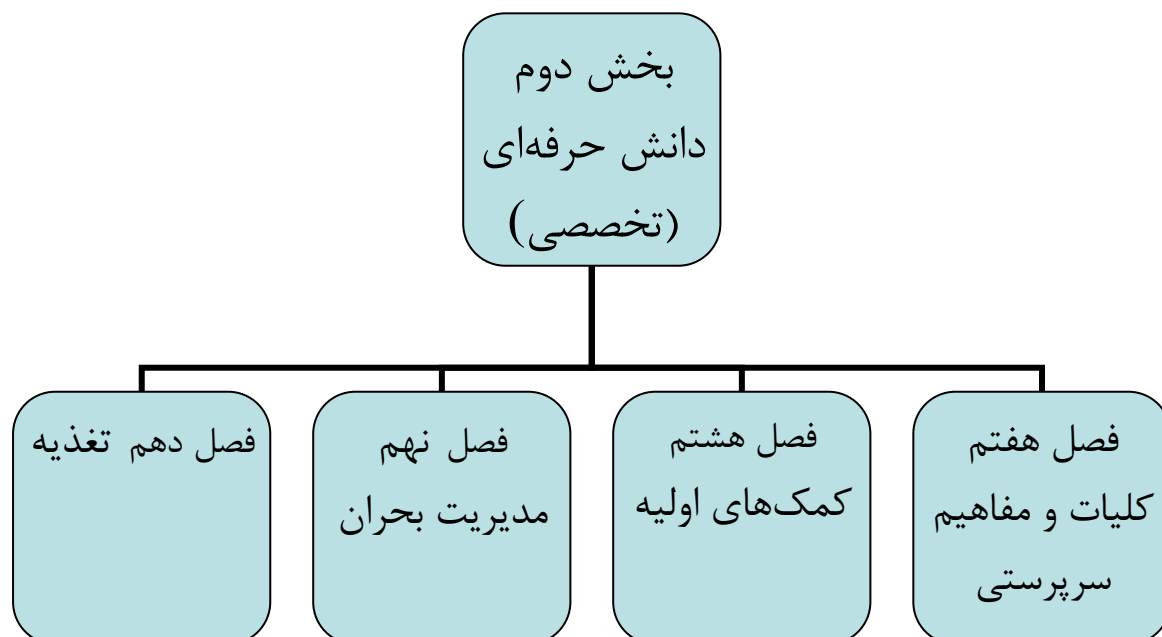 بخش دوم
دانش حرفه‌ای
(تخصصی)
فصل هفتم
کلیات و مفاهیم
سرپرستی
فصل هشتم
کمک‌های اولیه
فصل نهم
مدیریت بحران
فصل دهم تغذیه